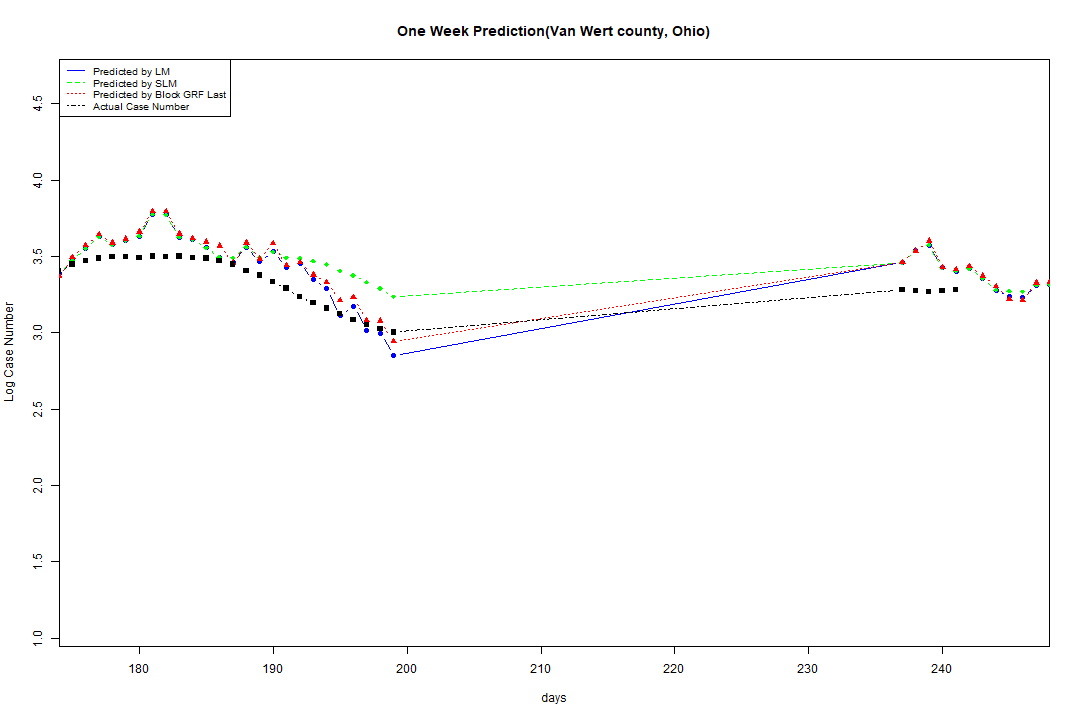 One Week Prediction(Van Wert county, Ohio)
Predicted by LM
Predicted by SLM
Predicted by Block GRF Last
Actual Case Number
4.5
4.0
3.5
3.0
2.5
2.0
1.5
1.0
Log Case Number
180 190 200 210 220 230 240
days